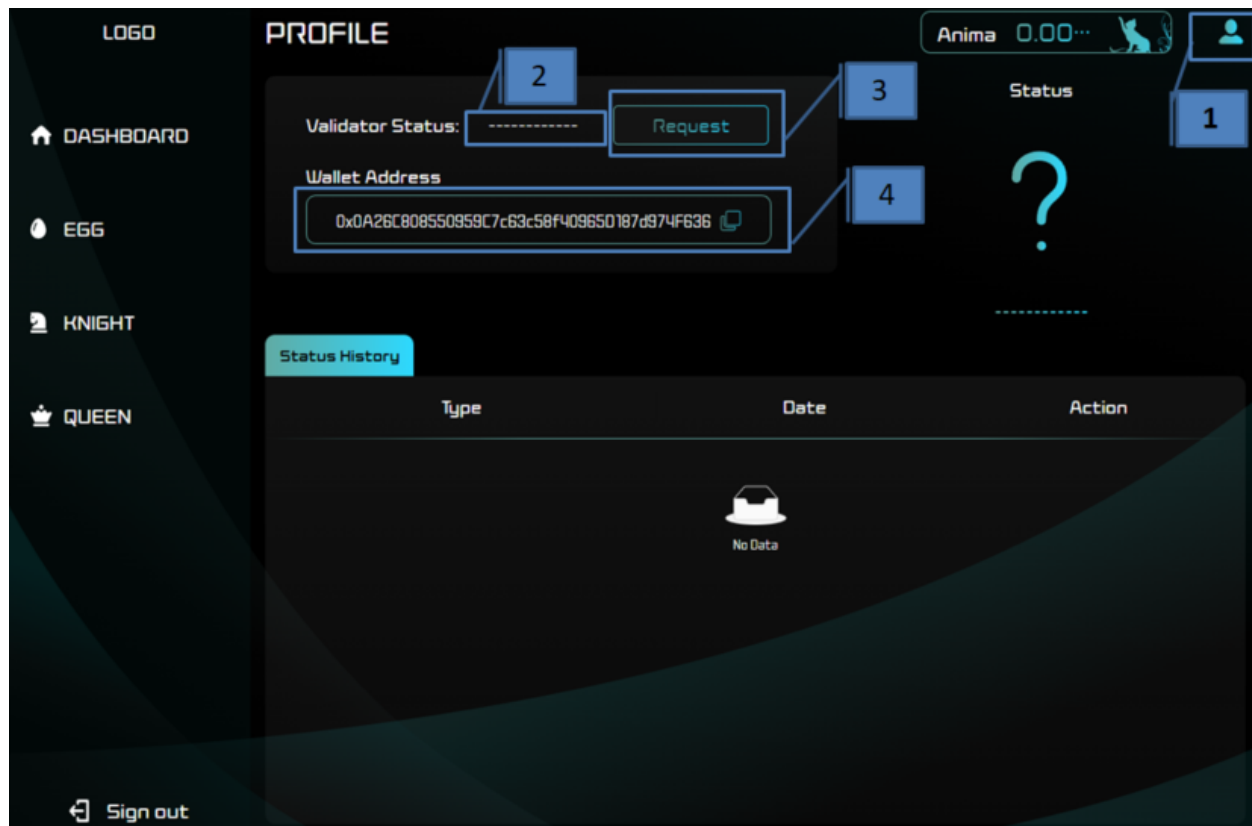 LOGO
PROFILE
Anima 0.00...
2
3
Status
1
Validator Status: ------------ Request
DASHBOARD
Wallet Address
4
0x0A26C808550959C7c63c58f40965D187d974F636
?
EGG
KNIGHT
------------
Status History
Type Date Action
QUEEN
No Data
Sign out